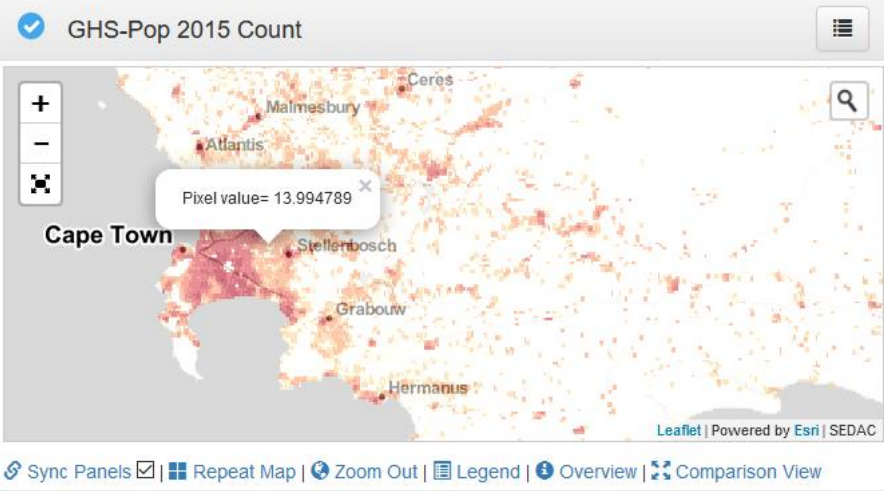 GHS-Pop 2015 Count
+
−
Ceres
Malmesbury
Atlantis
Pixel value= 13.994789 ×
Cape Town
Stellenbosch
Grabouw
Hermanus
Leaflet | Powered by Esri | SEDAC
Sync Panels | Repeat Map | Zoom Out | Legend | Overview | Comparison View